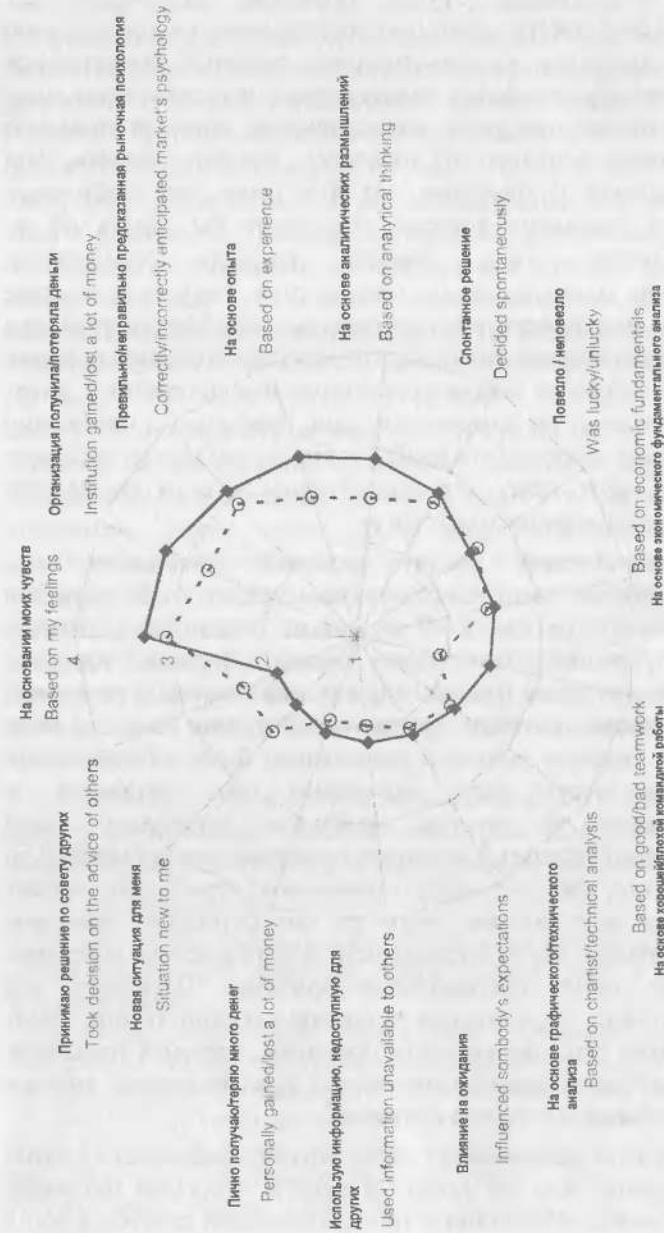 На основании моих чувств
Based on my feelings
Организация получила/потеряла деньги
Institution gained/lost a lot of money
Правильно/неправильно предсказанная рыночная психология
Correctly/incorrectly anticipated market's psychology
На основе опыта
Based on experience
На основе аналитических размышлений
Based on analytical thinking
Спонтанное решение
Decided spontaneously
Повезло/не повезло
Was lucky/unlucky
Based on economic fundamentals
На основе экономического фундаментального анализа
Based on good/bad teamwork
На основе хорошей/плохой командной работы
На основе графического/технического
анализа
Based on chartist/technical analysis
Влияние на ожидания
Influenced sombody's expectations
Использую информацию, недоступную для
других
Used information unavailable to others
Лично получаю/теряю много денег
Personally gained/lost a lot of money
Новая ситуация для меня
Situation new to me
Принимаю решение по совету других
Took decision on the advice of others
4
3
2
1